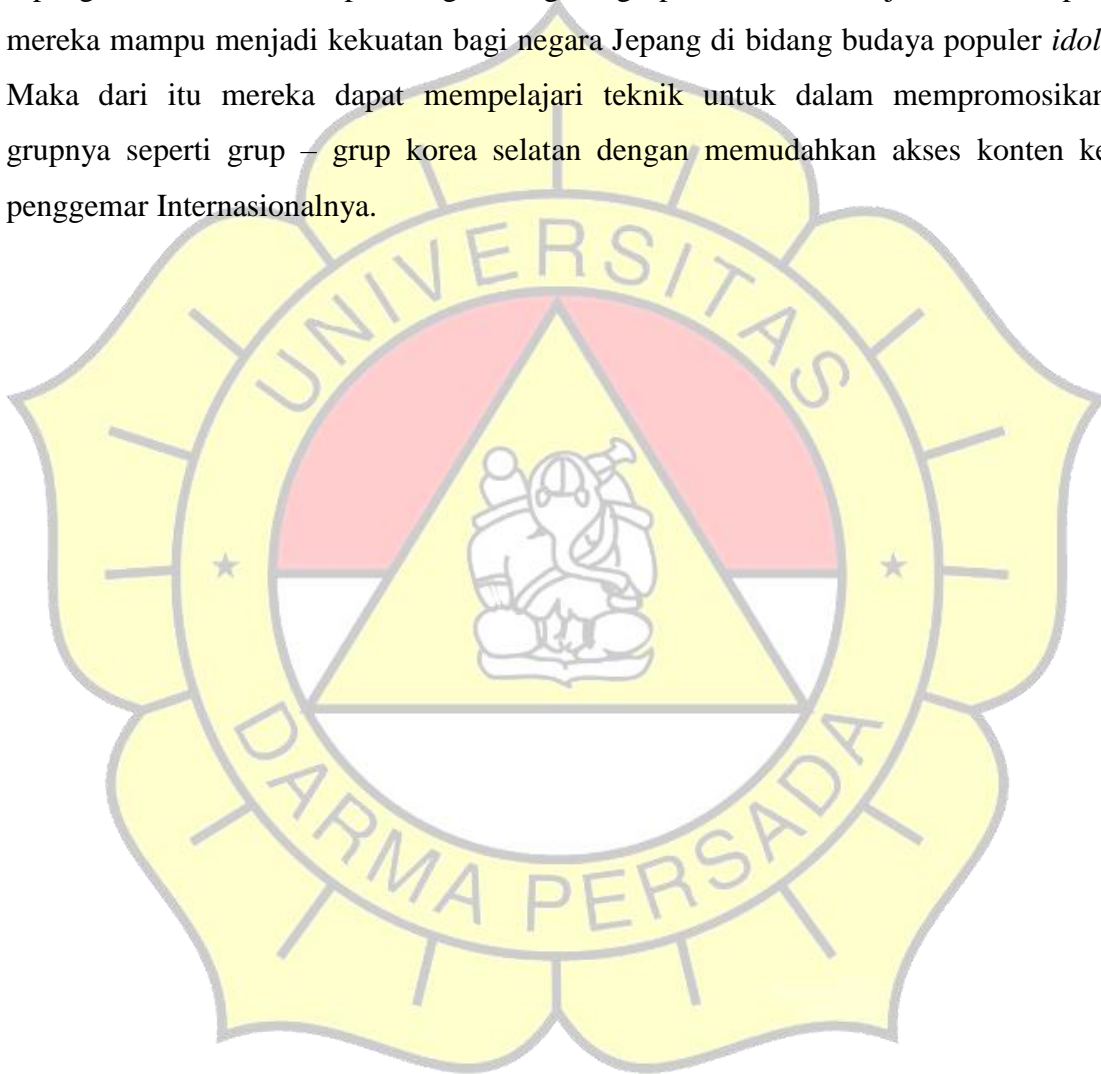 mereka mampu menjadi kekuatan bagi negara Jepang di bidang budaya populer idol
Maka dari itu mereka dapat mempelajari teknik untuk dalam mempromosikan
grupnya seperti grup – grup korea selatan dengan memudahkan akses konten ke
penggemar Internasionalnya.
UNIVERSITAS
DARMA PERSADA